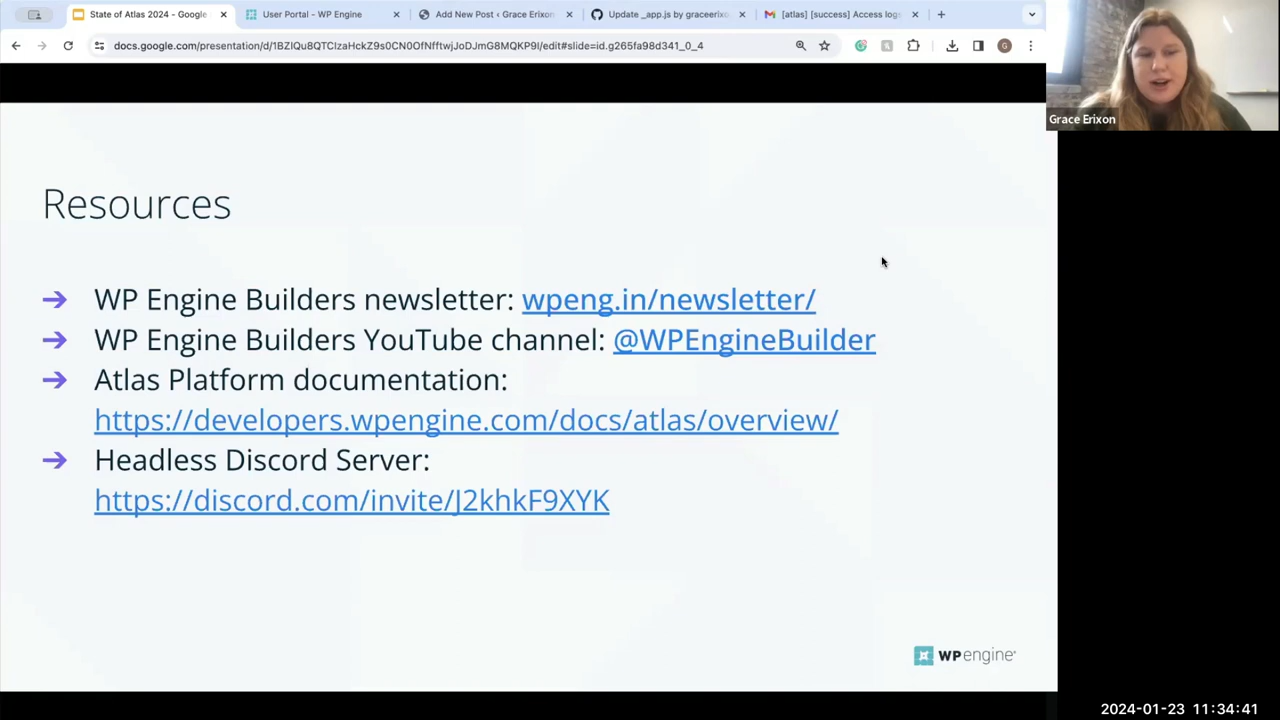 State of Atlas 2024 - Google
User Portal - WP Engine
Add New Post ‹ Grace Erixon
Update _app.js by graceerixo
[atlas] [success] Access logs
docs.google.com/presentation/d/1BZIQu8QTCIzaHckZ9s0CN0OfNfftwjJoDJmG8MQKP9I/edit#slide=id.g265fa98d341_0_4
G
Grace Erixon
Resources
WP Engine Builders newsletter: wpeng.in/newsletter/
WP Engine Builders YouTube channel: @WPEngineBuilder
Atlas Platform documentation:
https://developers.wpengine.com/docs/atlas/overview/
Headless Discord Server:
https://discord.com/invite/J2khkF9XYK
WP engine
2024-01-23 11:34:41